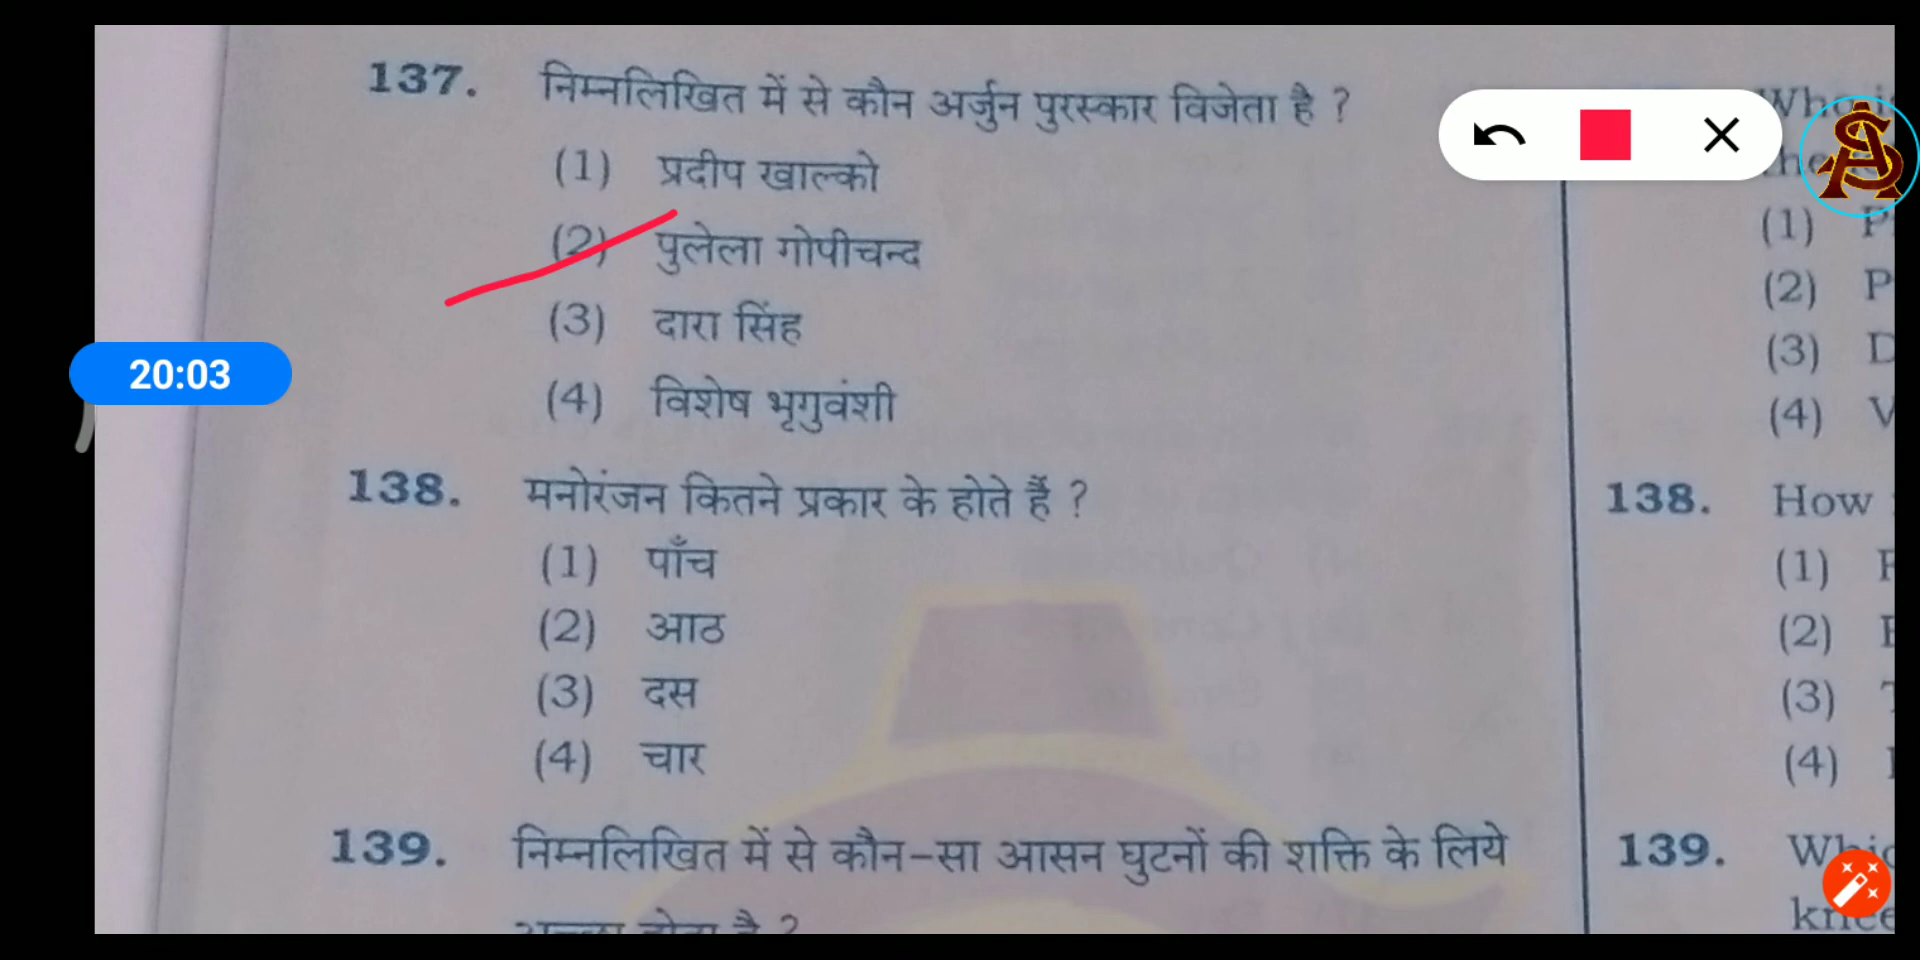 137. निम्नलिखित में से कौन अर्जुन पुरस्कार विजेता है ?
(1) प्रदीप खाल्को
(2) पुलेला गोपीचन्द
(3) दारा सिंह
(4) विशेष भृगुवंशी
138. मनोरंजन कितने प्रकार के होते हैं ?
(1) पाँच
(2) आठ
(3) दस
(4) चार
139. निम्नलिखित में से कौन-सा आसन घुटनों की शक्ति के लिये
20:03
(1)
(2)
(3)
(4)
138. How
(1)
(2)
(3)
(4)
139.